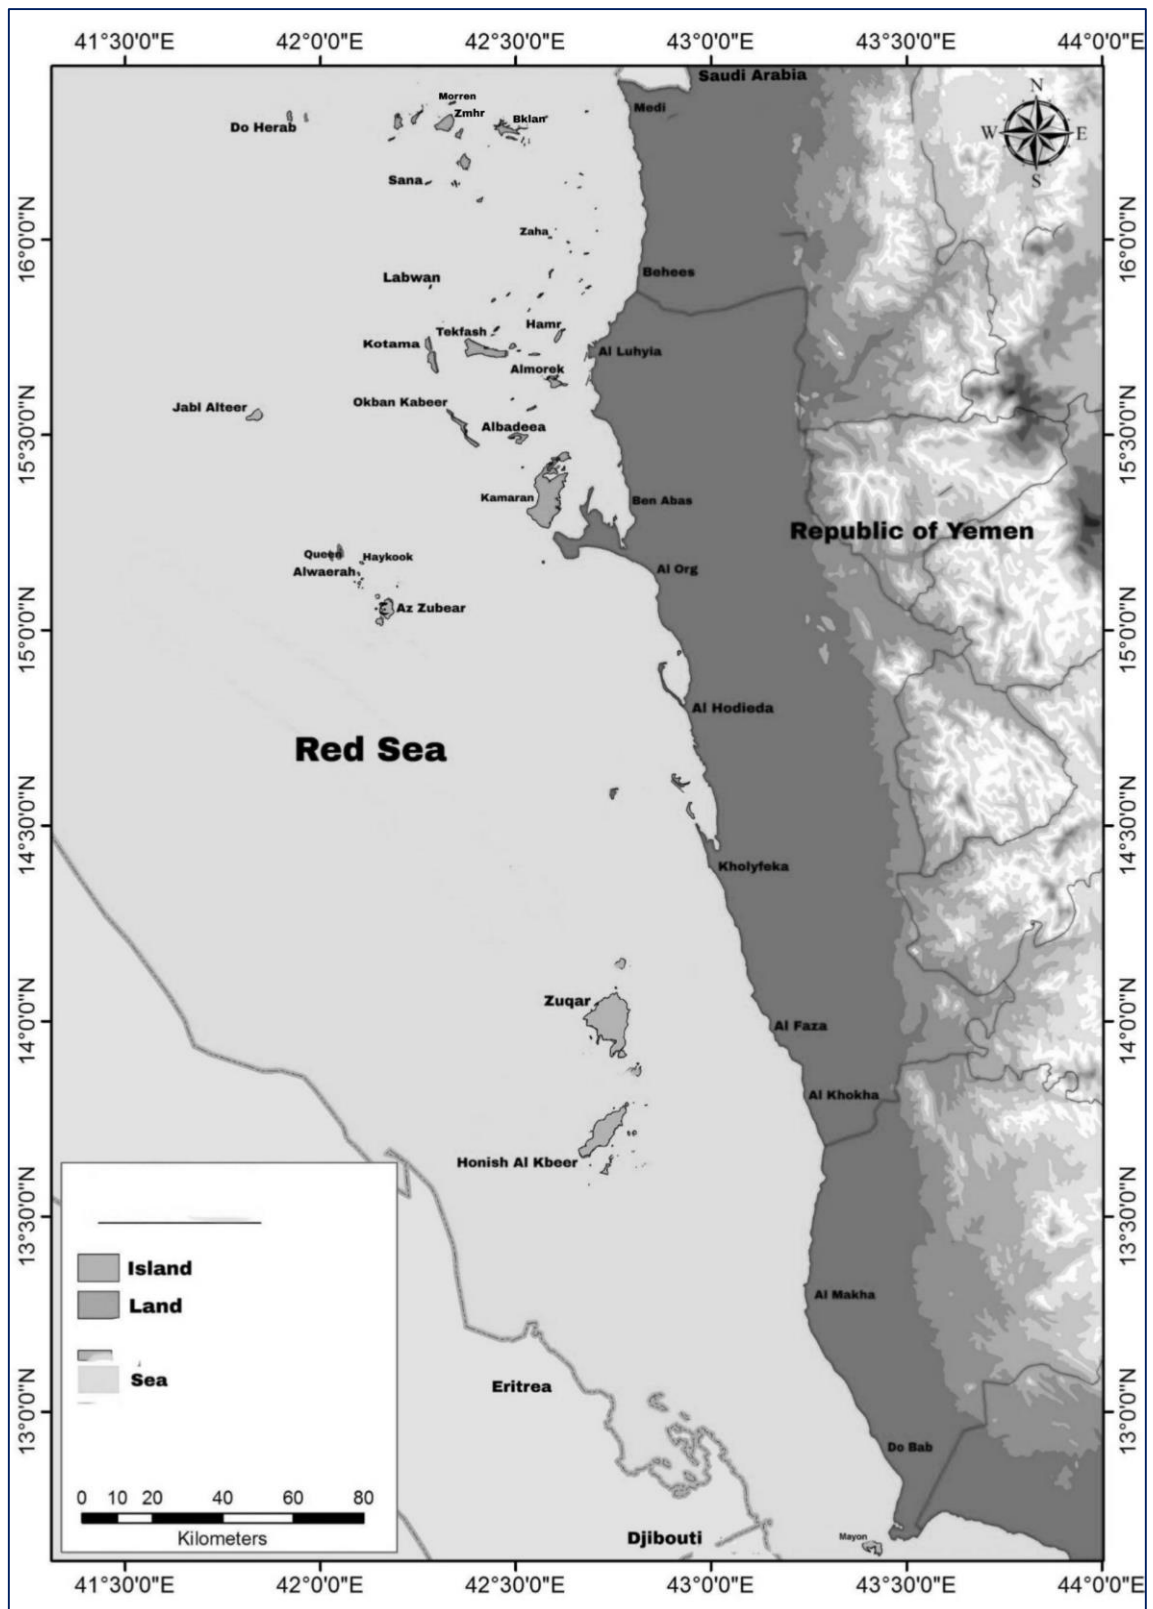 41°30'0"E 42°0'0"E 42°30'0"E 43°0'0"E 43°30'0"E 44°0'0"E
Saudi Arabia
N
W E
S
Morren
Medi
Zmhr
Bklan
Do Herab
Sana
16°0'0"N 16°0'0"N
Zaha
Behees
Labwan
Hamr
Tekfash
Kotama
Al Luhyia
Almorek
Okban Kabeer
Jabl Alteer
Albadeea
15°30'0"N 15°30'0"N
Kamaran
Ben Abas
Republic of Yemen
Queen
Haykook
Alwaerah
Al Org
Az Zubear
15°0'0"N 15°0'0"N
Al Hodieda
Red Sea
14°30'0"N 14°30'0"N
Kholyfeka
Zuqar
14°0'0"N 14°0'0"N
Al Faza
Al Khokha
Honish Al Kbeer
13°30'0"N 13°30'0"N
Island
Land
Sea
Al Makha
Eritrea
13°0'0"N 13°0'0"N
Do Bab
0 10 20 40 60 80
Kilometers
Djibouti
Mayon
41°30'0"E 42°0'0"E 42°30'0"E 43°0'0"E 43°30'0"E 44°0'0"E